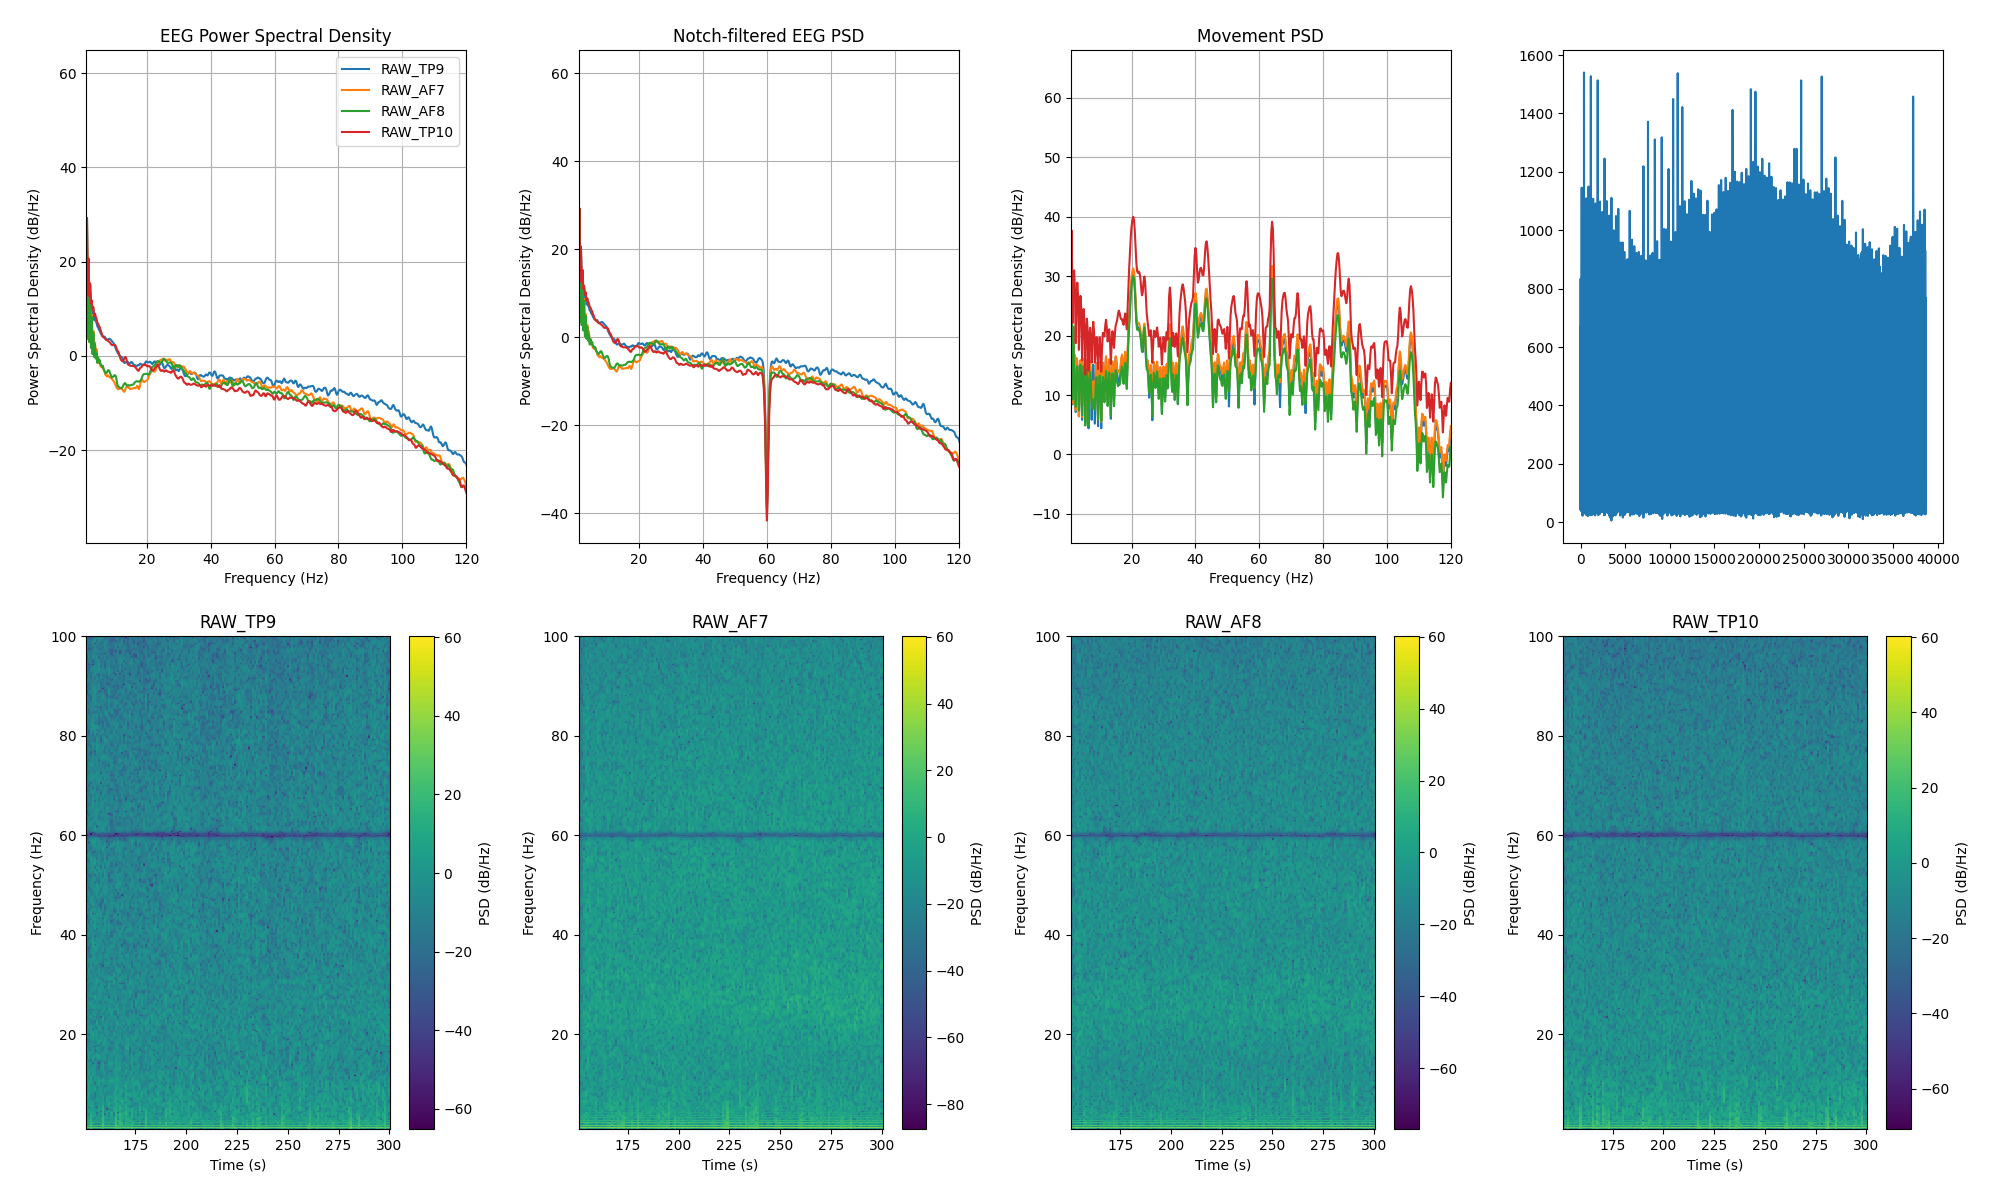 EEG Power Spectral Density
Power Spectral Density (dB/Hz)
60
40
20
0
−20
RAW_TP9
RAW_AF7
RAW_AF8
RAW_TP10
20 40 60 80 100 120
Frequency (Hz)
Notch-filtered EEG PSD
Power Spectral Density (dB/Hz)
60
40
20
0
−20
−40
20 40 60 80 100 120
Frequency (Hz)
Movement PSD
Power Spectral Density (dB/Hz)
60
50
40
30
20
10
0
−10
20 40 60 80 100 120
Frequency (Hz)
1600
1400
1200
1000
800
600
400
200
0
0 5000 10000 15000 20000 25000 30000 35000 40000
RAW_TP9
Frequency (Hz)
100
80
60
40
20
175 200 225 250 275 300
Time (s)
60
40
20
0
−20
−40
−60
PSD (dB/Hz)
RAW_AF7
Frequency (Hz)
100
80
60
40
20
175 200 225 250 275 300
Time (s)
60
40
20
0
−20
−40
−60
−80
PSD (dB/Hz)
RAW_AF8
Frequency (Hz)
100
80
60
40
20
175 200 225 250 275 300
Time (s)
60
40
20
0
−20
−40
−60
PSD (dB/Hz)
RAW_TP10
Frequency (Hz)
100
80
60
40
20
175 200 225 250 275 300
Time (s)
60
40
20
0
−20
−40
−60
PSD (dB/Hz)